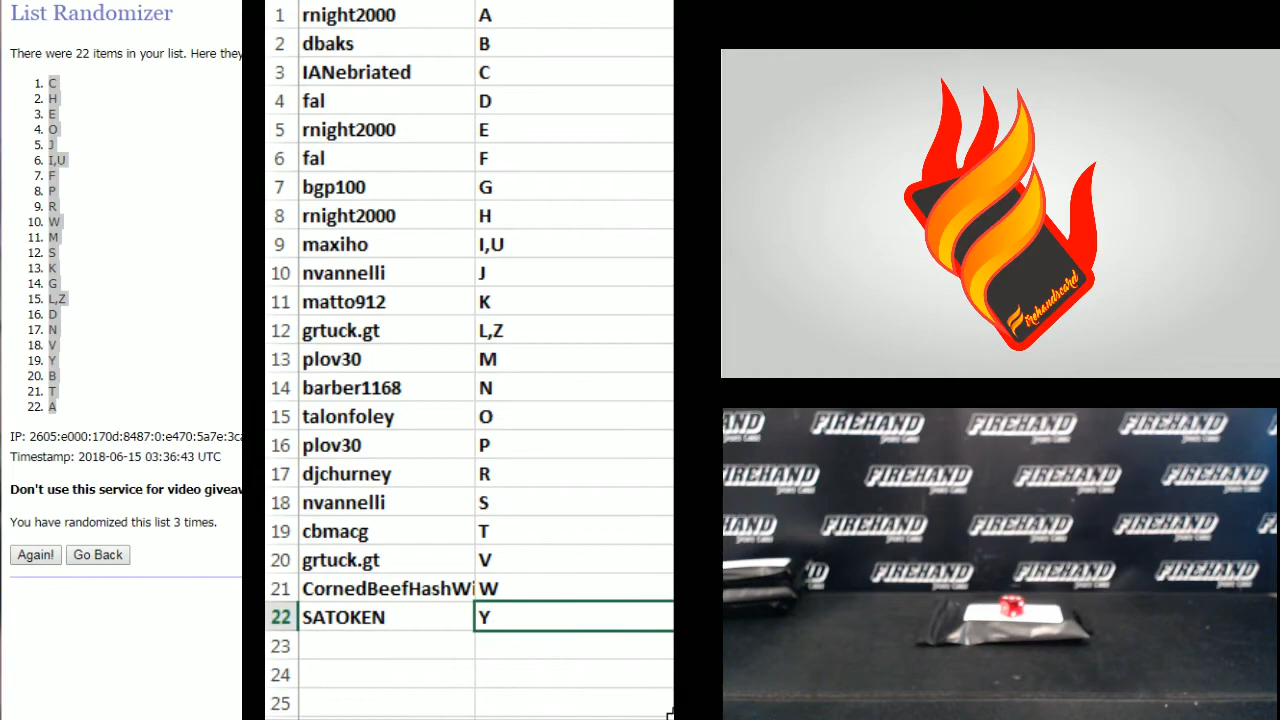 List Randomizer
There were 22 items in your list. Here they
1. C
2. H
3. E
4. O
5. J
6. I,U
7. F
8. P
9. R
10. W
11. M
12. S
13. K
14. G
15. L,Z
16. D
17. N
18. V
19. Y
20. B
21. T
22. A
IP: 2605:e000:170d:8487:0:e470:5a7e:3ca
Timestamp: 2018-06-15 03:36:43 UTC
Don't use this service for video giveav
You have randomized this list 3 times.
Again! Go Back
1 rnight2000 A
2 dbaks B
3 IANebriated C
4 fal D
5 rnight2000 E
6 fal F
7 bgp100 G
8 rnight2000 H
9 maxiho I,U
10 nvannelli J
11 matto912 K
12 grtuck.gt L,Z
13 plov30 M
14 barber1168 N
15 talonfoley O
16 plov30 P
17 djchurney R
18 nvannelli S
19 cbmacg T
20 grtuck.gt V
21 CornedBeefHashWi W
22 SATOKEN Y
23
24
25
Firehandscard
FIREHAND FIREHAND FIREHAND
FIREHAND FIREHAND FIREHAND
FIREHAND FIREHAND FIREHAND
FIREHAND FIREHAND